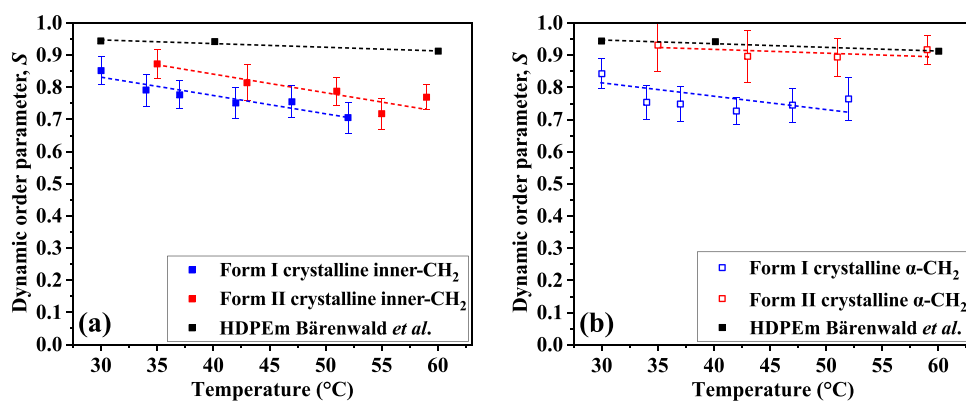 1.0
0.9
0.8
0.7
0.6
0.5
0.4
0.3
0.2
0.1
0.0
Dynamic order parameter, S
Form I crystalline inner-CH₂
Form II crystalline inner-CH₂
HDPEm Bärenwald et al.
(a)
30 35 40 45 50 55 60
Temperature (°C)
1.0
0.9
0.8
0.7
0.6
0.5
0.4
0.3
0.2
0.1
0.0
Dynamic order parameter, S
Form I crystalline α-CH₂
Form II crystalline α-CH₂
HDPEm Bärenwald et al.
(b)
30 35 40 45 50 55 60
Temperature (°C)